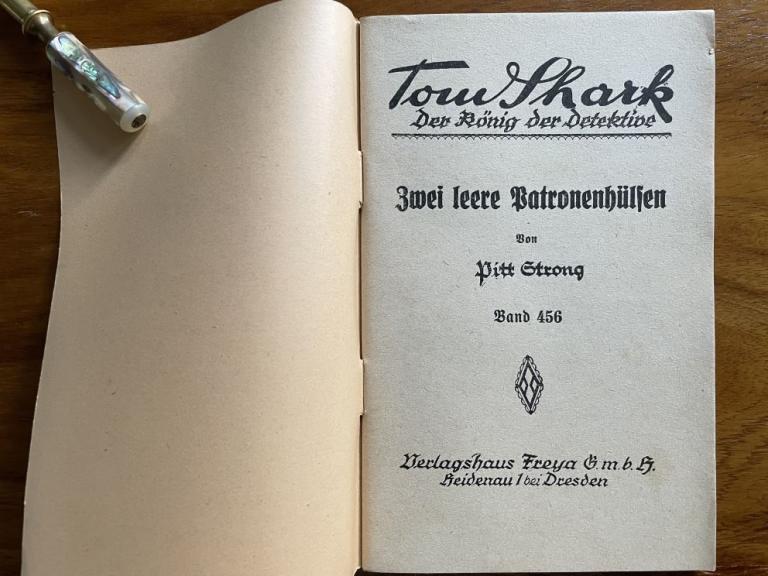 Tom Shark
Der König der Detektive
Zwei leere Patronenhülsen
Von
Pitt Strong
Band 456
Verlagshaus Freya G.m.b.H.
Heidenau 1 bei Dresden